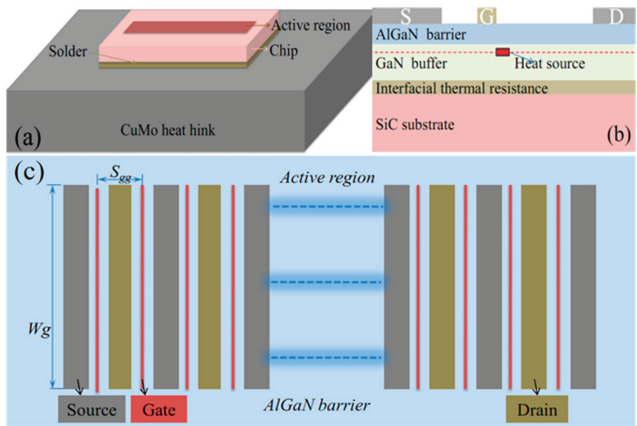 Active region
Solder
Chip
CuMo heat hink
(a)
S G D
AlGaN barrier
GaN buffer
Heat source
Interfacial thermal resistance
SiC substrate
(b)
(c)
Sgg
Active region
Wg
AlGaN barrier
Source
Gate
Drain